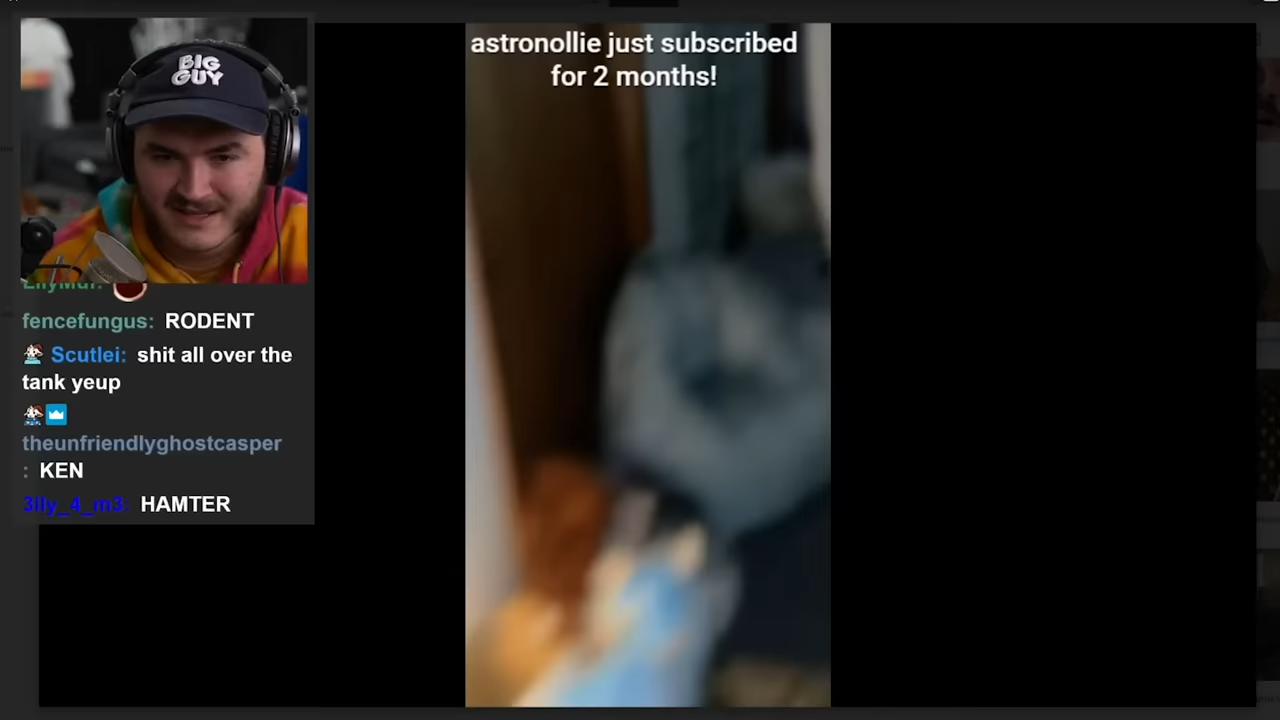 astronollie just subscribed
for 2 months!
BIG
GUY
fencefungus: RODENT
Scutlei: shit all over the
tank yeup
theunfriendlyghostcasper
: KEN
3lly_4_m3: HAMTER